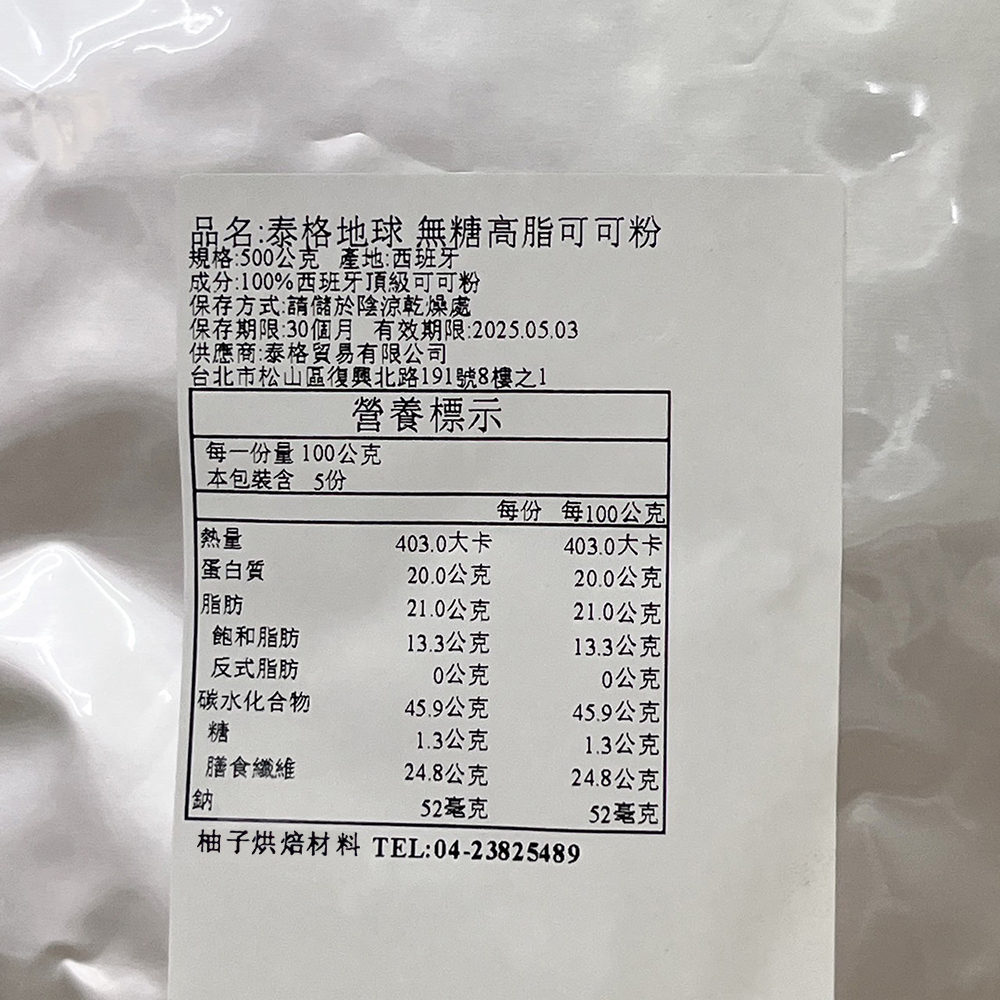 品名:泰格地球 無糖高脂可可粉
規格:500公克 產地:西班牙
成分:100%西班牙頂級可可粉
保存方式:請儲於陰涼乾燥處
保存期限:30個月 有效期限:2025.05.03
供應商:泰格貿易有限公司
台北市松山區復興北路191號8樓之1
營養標示
每一份量 100公克
本包裝含 5份
每份 每100公克
熱量 403.0大卡 403.0大卡
蛋白質 20.0公克 20.0公克
脂肪 21.0公克 21.0公克
飽和脂肪 13.3公克 13.3公克
反式脂肪 0公克 0公克
碳水化合物 45.9公克 45.9公克
糖 1.3公克 1.3公克
膳食纖維 24.8公克 24.8公克
鈉 52毫克 52毫克
柚子烘焙材料 TEL:04-23825489